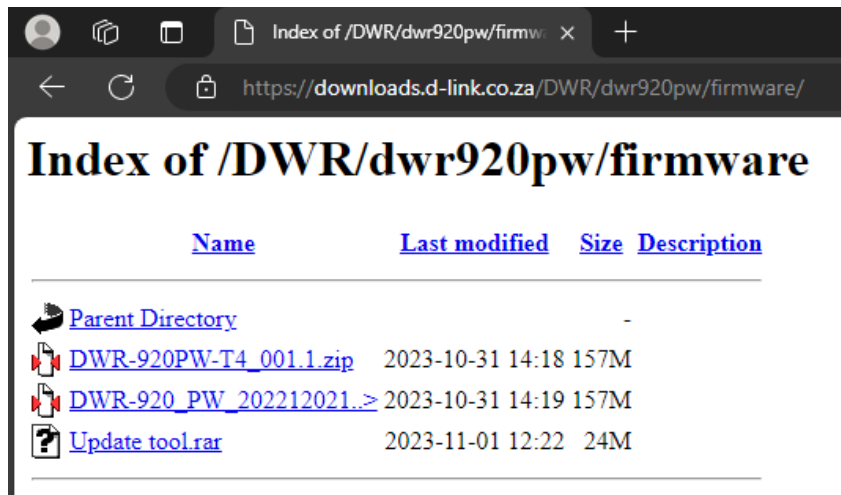 Index of /DWR/dwr920pw/firmw
https://downloads.d-link.co.za/DWR/dwr920pw/firmware/
Index of /DWR/dwr920pw/firmware
Name Last modified Size Description
Parent Directory -
DWR-920PW-T4_001.1.zip 2023-10-31 14:18 157M
DWR-920_PW_202212021..> 2023-10-31 14:19 157M
Update tool.rar 2023-11-01 12:22 24M